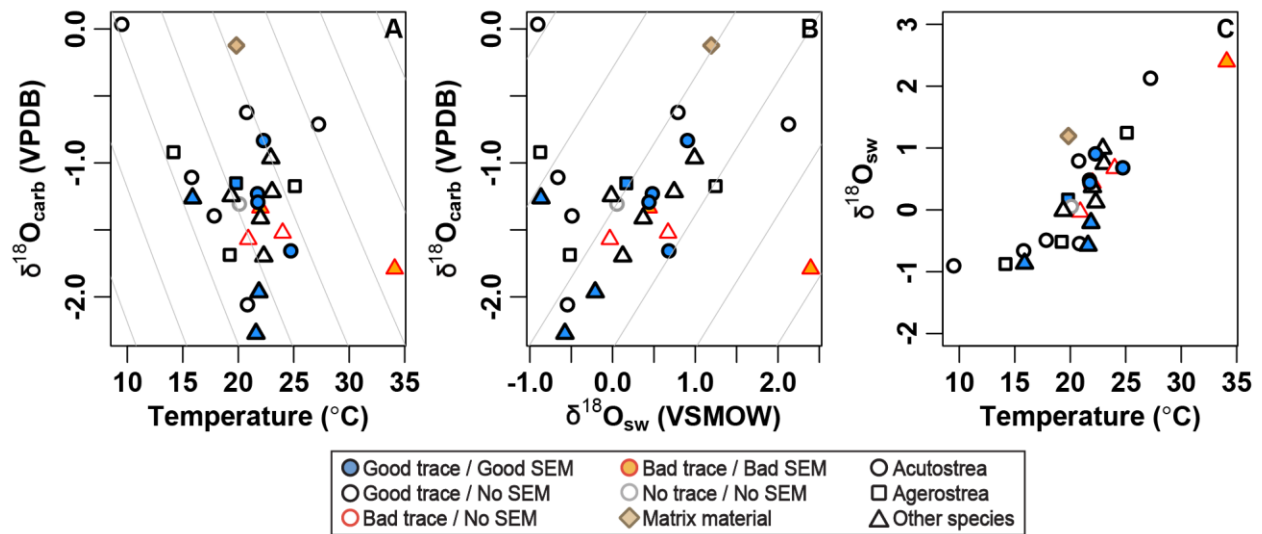 A
B
C
0.0
-1.0
-2.0
δ18Ocarb (VPDB)
10 15 20 25 30 35
Temperature (°C)
0.0
-1.0
-2.0
δ18Ocarb (VPDB)
-1.0 0.0 1.0 2.0
δ18Osw (VSMOW)
3
2
1
0
-1
-2
δ18Osw
10 15 20 25 30 35
Temperature (°C)
Good trace / Good SEM Bad trace / Bad SEM Acutostrea
Good trace / No SEM No trace / No SEM Agerostrea
Bad trace / No SEM Matrix material Other species